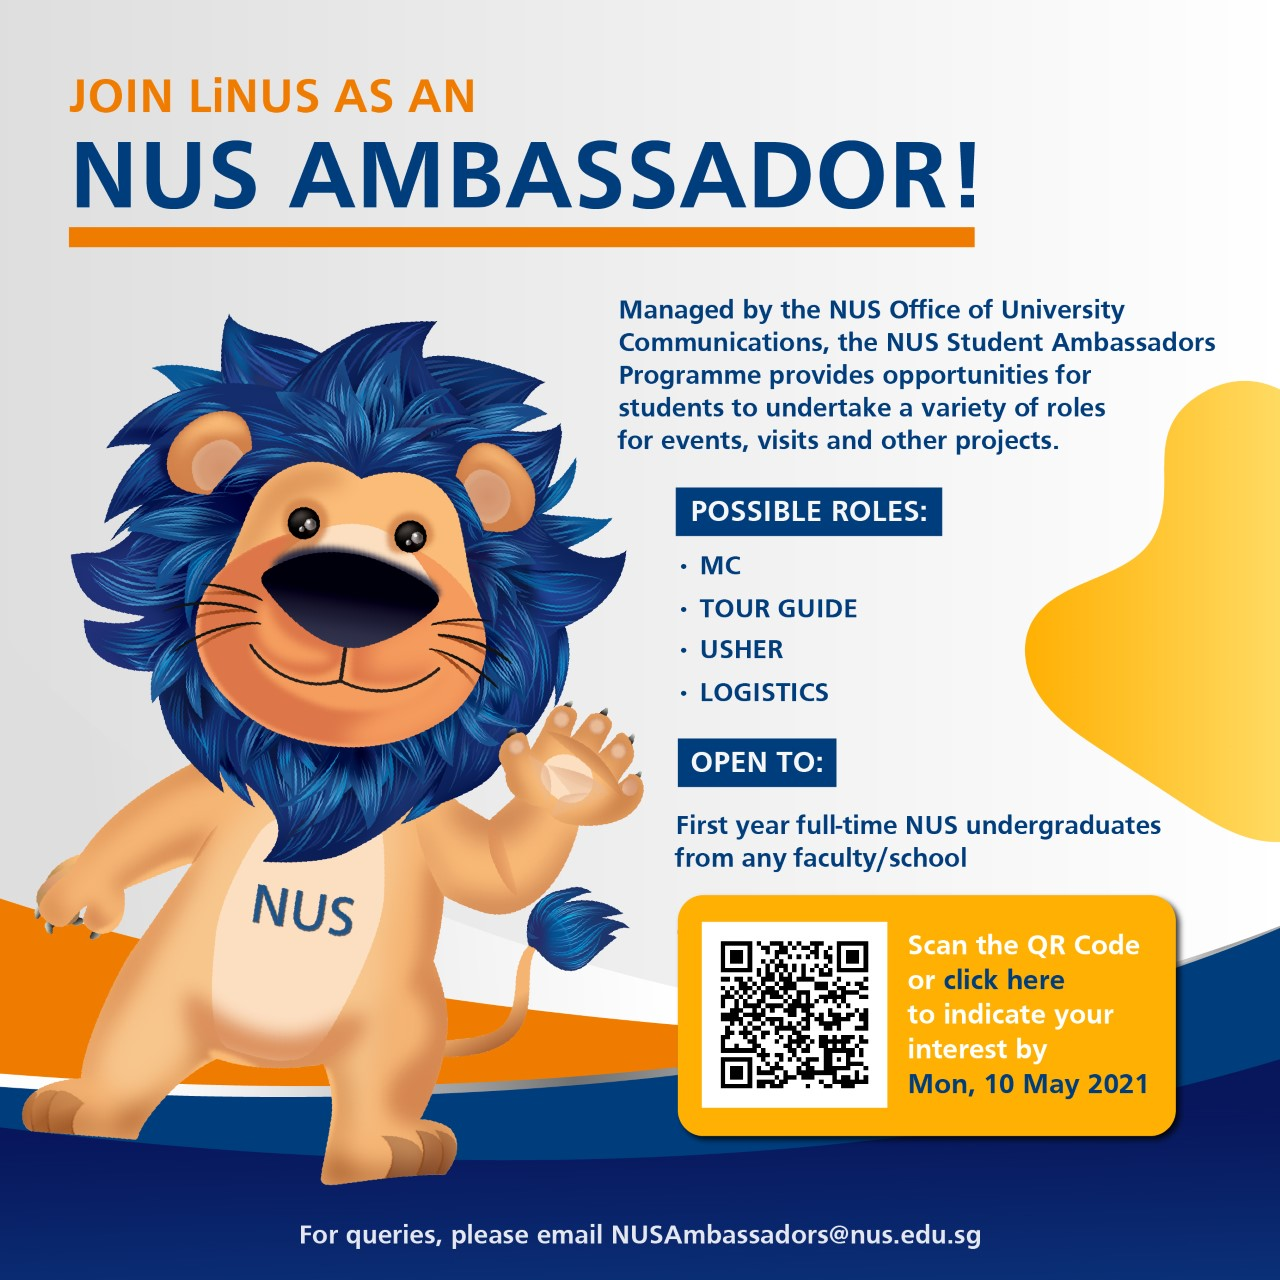 JOIN LiNUS AS AN
NUS AMBASSADOR!
Managed by the NUS Office of University
Communications, the NUS Student Ambassadors
Programme provides opportunities for
students to undertake a variety of roles
for events, visits and other projects.
POSSIBLE ROLES:
· MC
· TOUR GUIDE
· USHER
· LOGISTICS
OPEN TO:
First year full-time NUS undergraduates
from any faculty/school
NUS
Scan the QR Code
or click here
to indicate your
interest by
Mon, 10 May 2021
For queries, please email NUSAmbassadors@nus.edu.sg